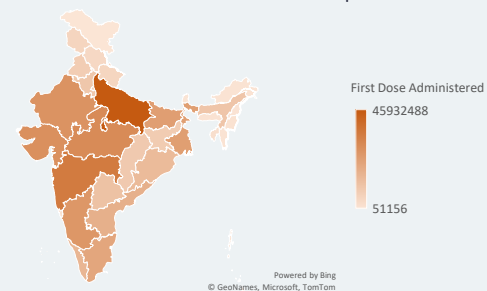 First Dose Administered
45932488
51156
Powered by Bing
© GeoNames, Microsoft, TomTom